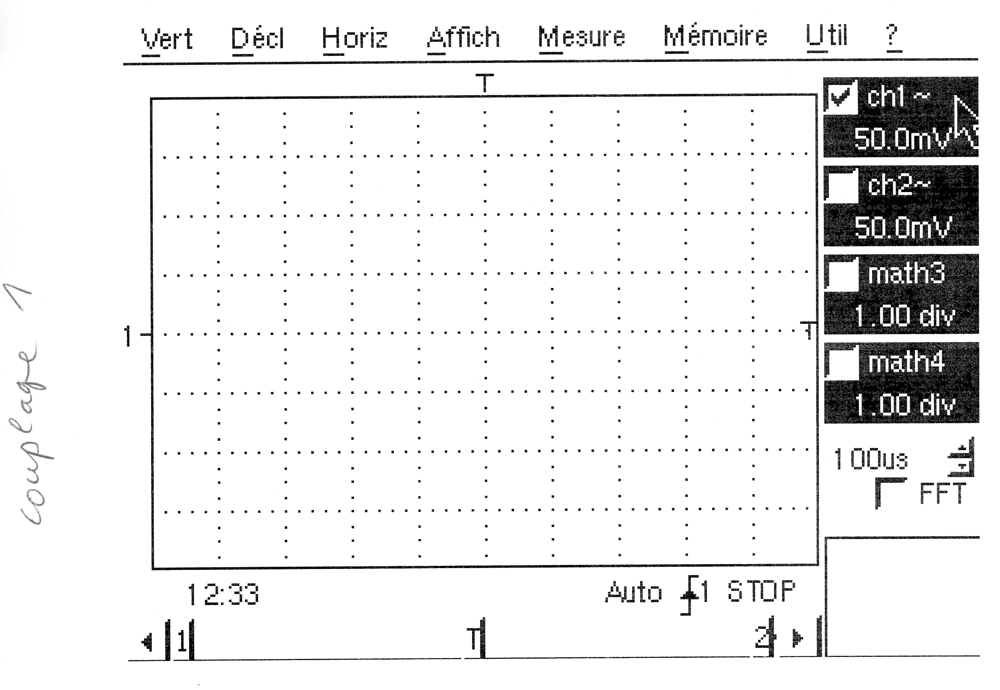 Vert Décl Horiz Affich Mesure Mémoire Util ?
T
ch1 ~
50.0mV
ch2~
50.0mV
math3
1.00 div
math4
1.00 div
1
T
100us
FFT
12:33 Auto 1 STOP
1 T 2
couplage 1